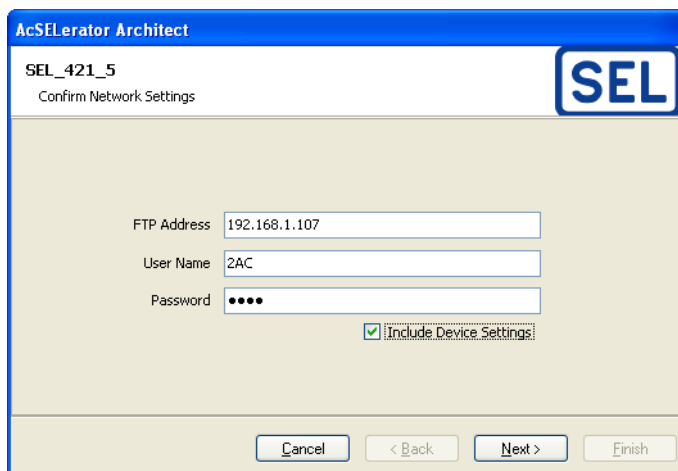 AcSELerator Architect
SEL_421_5
Confirm Network Settings
SEL
FTP Address 192.168.1.107
User Name 2AC
Password ••••
Include Device Settings
Cancel < Back Next > Finish